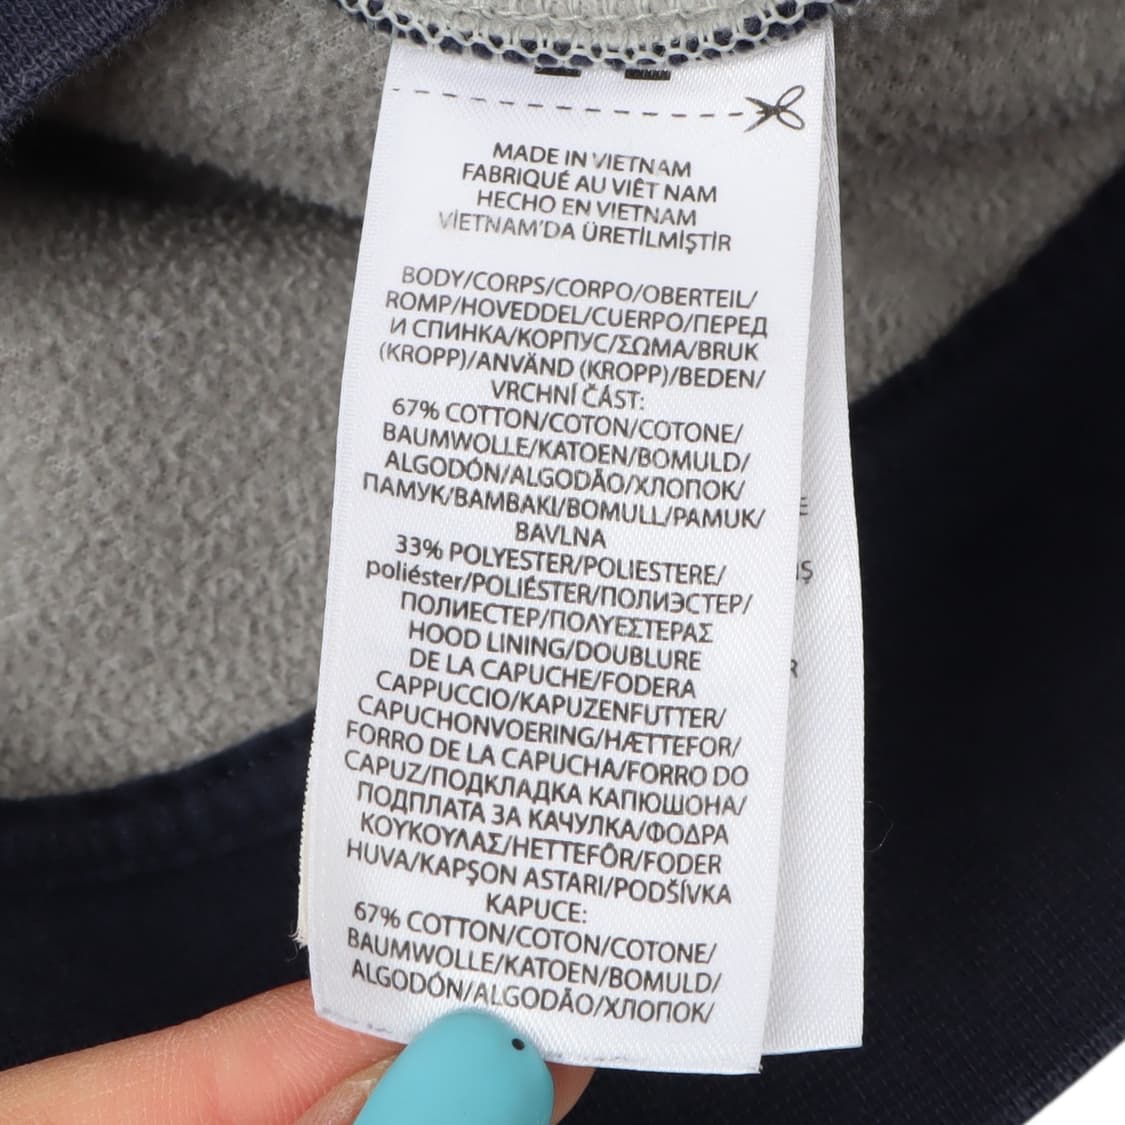 MADE IN VIETNAM
FABRIQUÉ AU VIÊT NAM
HECHO EN VIETNAM
VİETNAM'DA ÜRETİLMİŞTİR
BODY/CORPS/CORPO/OBERTEIL/
ROMP/HOVEDDEL/CUERPO/ПЕРЕД
И СПИНКА/КОРПУС/ΣΩΜΑ/BRUK
(KROPP)/ANVÄND (KROPP)/BEDEN/
VRCHNÍ ČÁST:
67% COTTON/COTON/COTONE/
BAUMWOLLE/KATOEN/BOMULD/
ALGODÓN/ALGODÃO/ХЛОПОК/
ПАМУК/BAMBAKI/BOMULL/PAMUK/
BAVLNA
33% POLYESTER/POLIESTERE/
poliéster/POLIÉSTER/ПОЛИЭСТЕР/
ПОЛИЕСТЕР/ΠΟΛΥΕΣΤΕΡΑΣ
HOOD LINING/DOUBLURE
DE LA CAPUCHE/FODERA
CAPPUCCIO/KAPUZENFUTTER/
CAPUCHONVOERING/HÆTTEFOR/
FORRO DE LA CAPUCHA/FORRO DO
CAPUZ/ПОДКЛАДКА КАПЮШОНА/
ПОДПЛАТА ЗА КАЧУЛКА/ΦΟΔΡΑ
ΚΟΥΚΟΥΛΑΣ/HETTEFÔR/FODER
HUVA/KAPŞON ASTARI/PODŠÍVKA
KAPUCE:
67% COTTON/COTON/COTONE/
BAUMWOLLE/KATOEN/BOMULD/
ALGODÓN/ALGODÃO/ХЛОПОК/